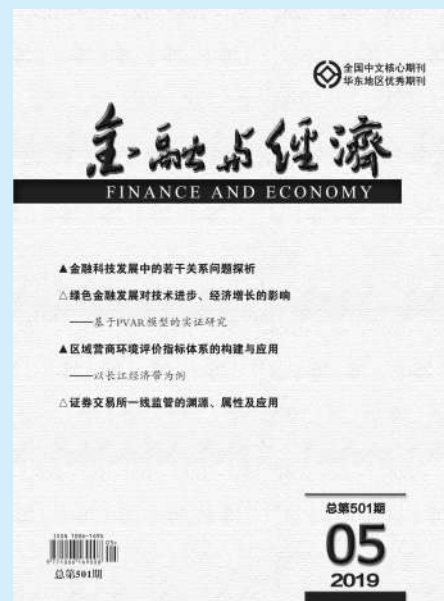 全国中文核心期刊
华东地区优秀期刊
金融与經濟
FINANCE AND ECONOMY
▲金融科技发展中的若干关系问题探析
△绿色金融发展对技术进步、经济增长的影响
——基于PVAR模型的实证研究
▲区域营商环境评价指标体系的构建与应用
——以长江经济带为例
△证券交易所一线监管的渊源、属性及应用
总第501期
05
2019
ISSN 1006-169X
总第501期